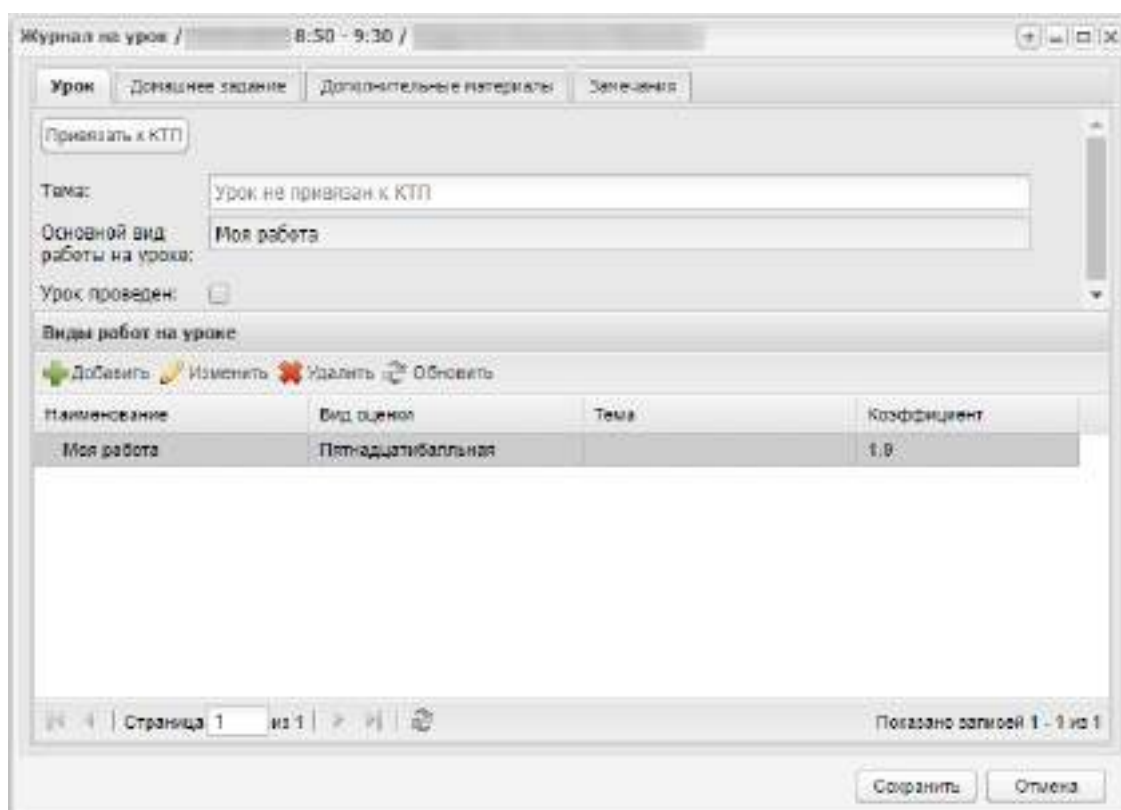 Журнал на урок / 8:50 - 9:30 /
Урок Домашнее задание Дополнительные материалы Замечания
Привязать к КТП
Тема: Урок не привязан к КТП
Основной вид работы на уроке: Моя работа
Урок проведен:
Виды работ на уроке
Добавить Изменить Удалить Обновить
Наименование Вид оценки Тема Коэффициент
Моя работа Пятнадцатибалльная
Страница 1 из 1 Показано записей 1 - 1 из 1
Сохранить Отмена